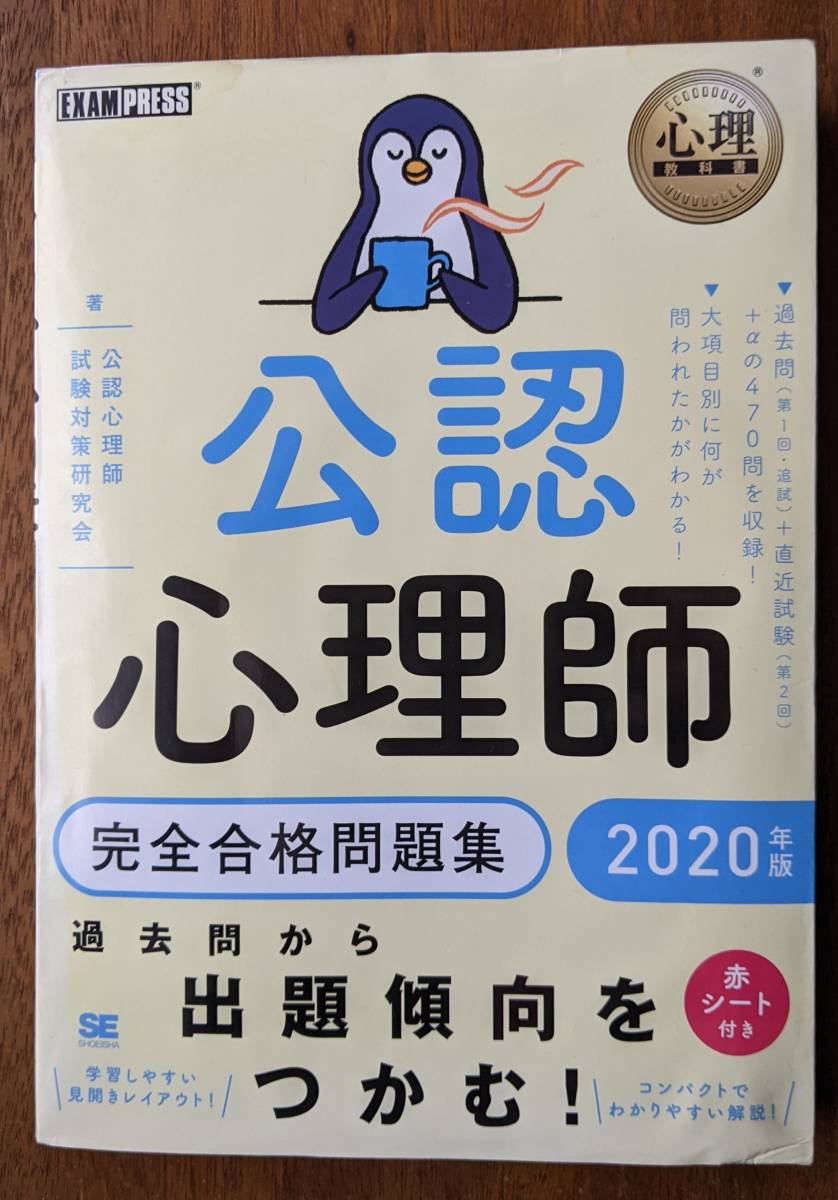 EXAMPRESS®
心理
教科書
®
▼過去問(第1回・追試)+直近試験(第2回)
+αの470問を収録!
▼大項目別に何が
問われたかがわかる!
著
公認心理師
試験対策研究会
公認
心理師
完全合格問題集
2020年版
過去問から
出題傾向を
つかむ!
赤
シート
付き
SE
SHOEISHA
学習しやすい
見開きレイアウト!
コンパクトで
わかりやすい解説!